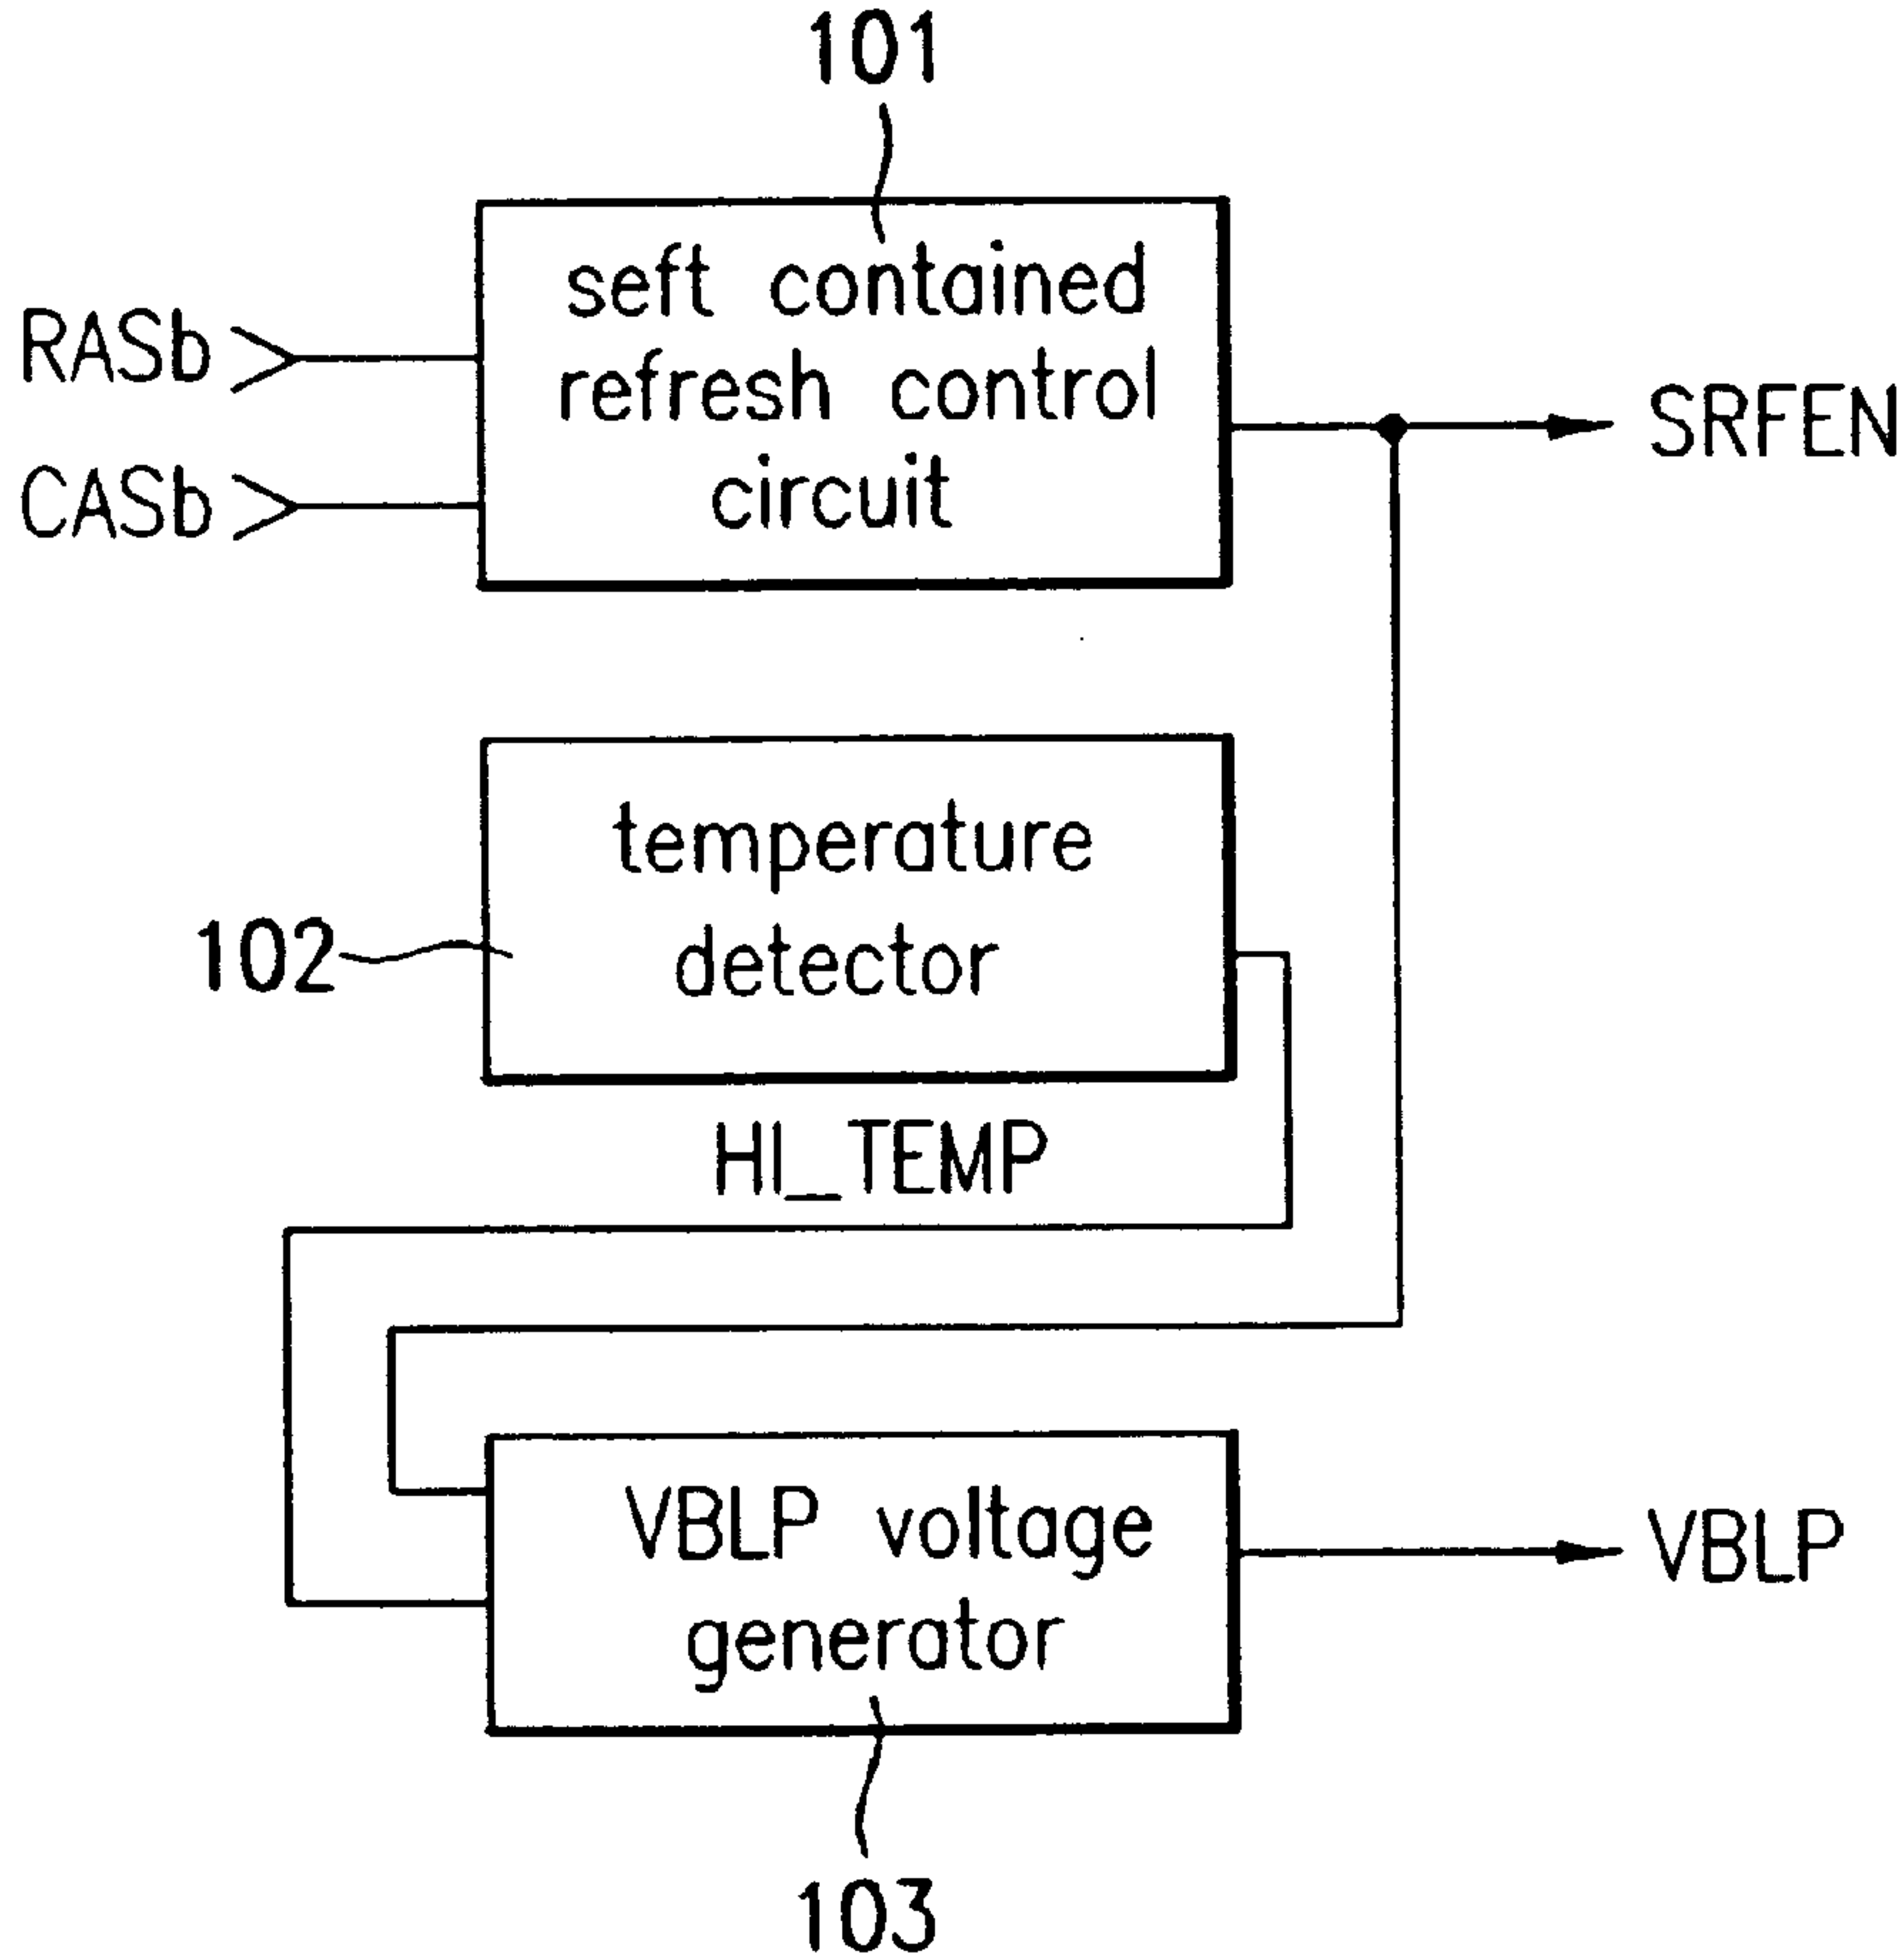 101
seft contained
refresh control
circuit
RASb
CASb
SRFEN
temperature
detector
102
HI_TEMP
VBLP voltage
generator
VBLP
103